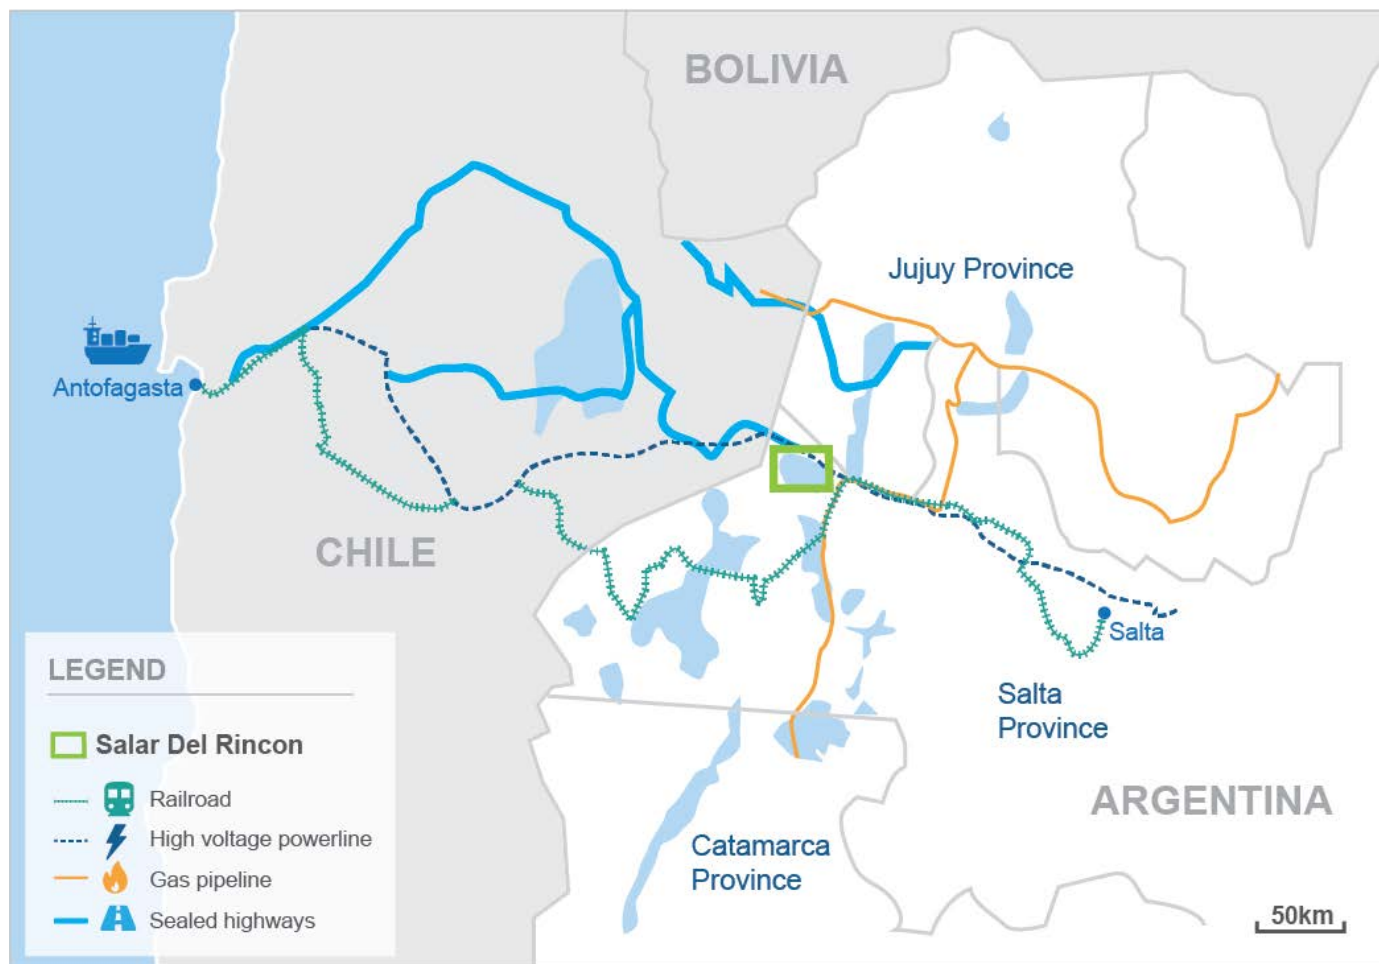 BOLIVIA
Jujuy Province
Antofagasta
CHILE
Salta
Salta
Province
ARGENTINA
Catamarca
Province
50km
LEGEND
Salar Del Rincon
Railroad
High voltage powerline
Gas pipeline
Sealed highways